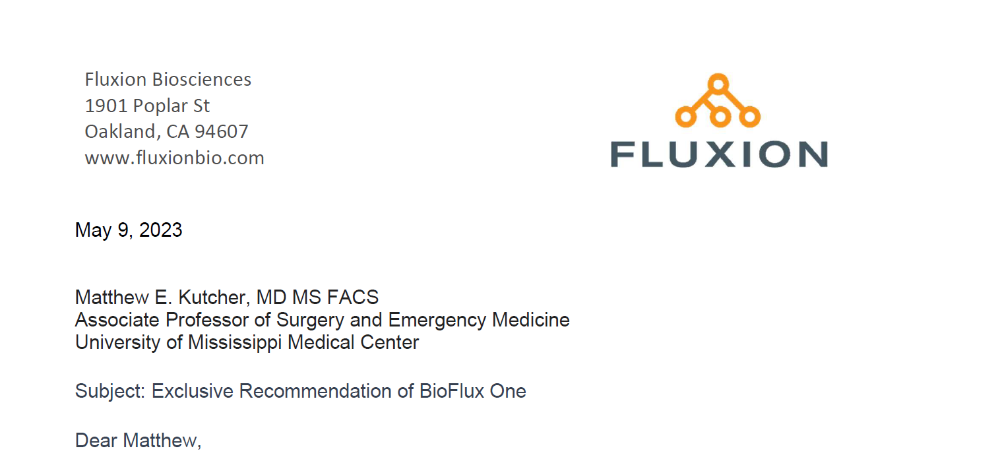 Fluxion Biosciences
1901 Poplar St
Oakland, CA 94607
www.fluxionbio.com
FLUXION
May 9, 2023
Matthew E. Kutcher, MD MS FACS
Associate Professor of Surgery and Emergency Medicine
University of Mississippi Medical Center
Subject: Exclusive Recommendation of BioFlux One
Dear Matthew,